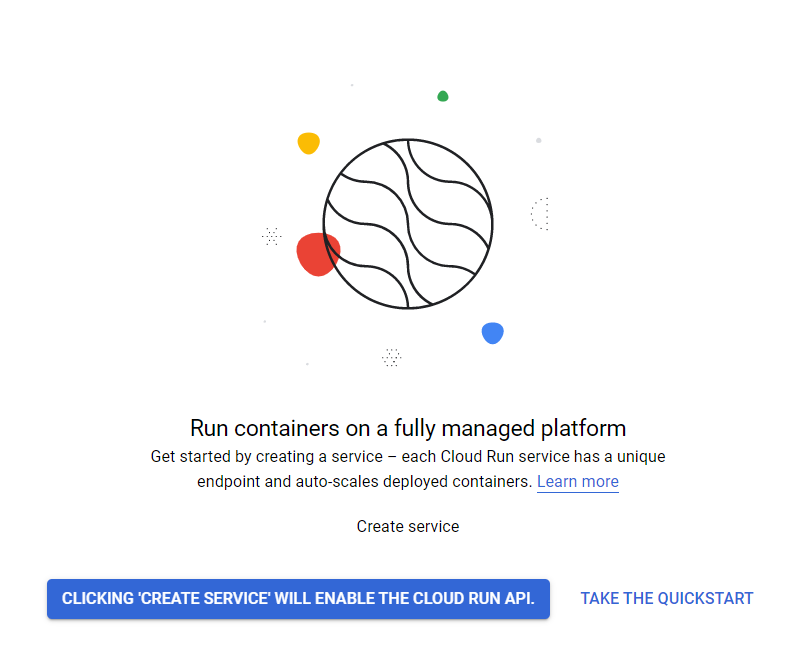 Run containers on a fully managed platform
Get started by creating a service – each Cloud Run service has a unique
endpoint and auto-scales deployed containers. Learn more
Create service
CLICKING 'CREATE SERVICE' WILL ENABLE THE CLOUD RUN API.
TAKE THE QUICKSTART